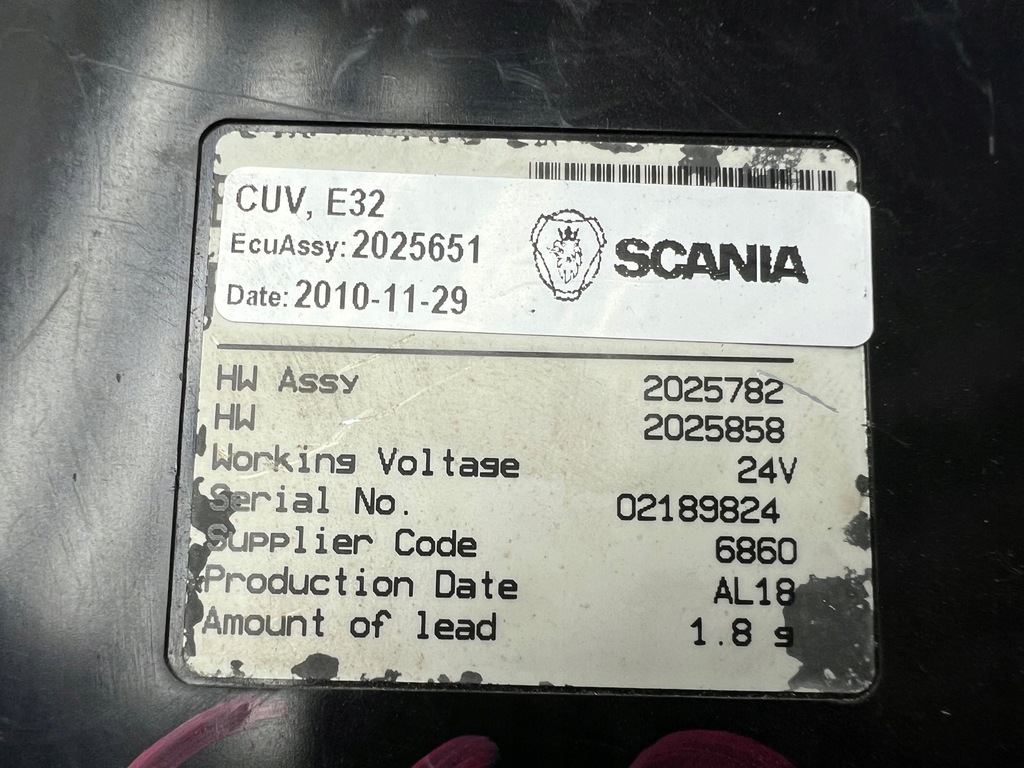 CUV, E32
EcuAssy: 2025651
Date: 2010-11-29
SCANIA
HW Assy 2025782
HW 2025858
Working Voltage 24V
Serial No. 02189824
Supplier Code 6860
Production Date AL18
Amount of lead 1.8 g